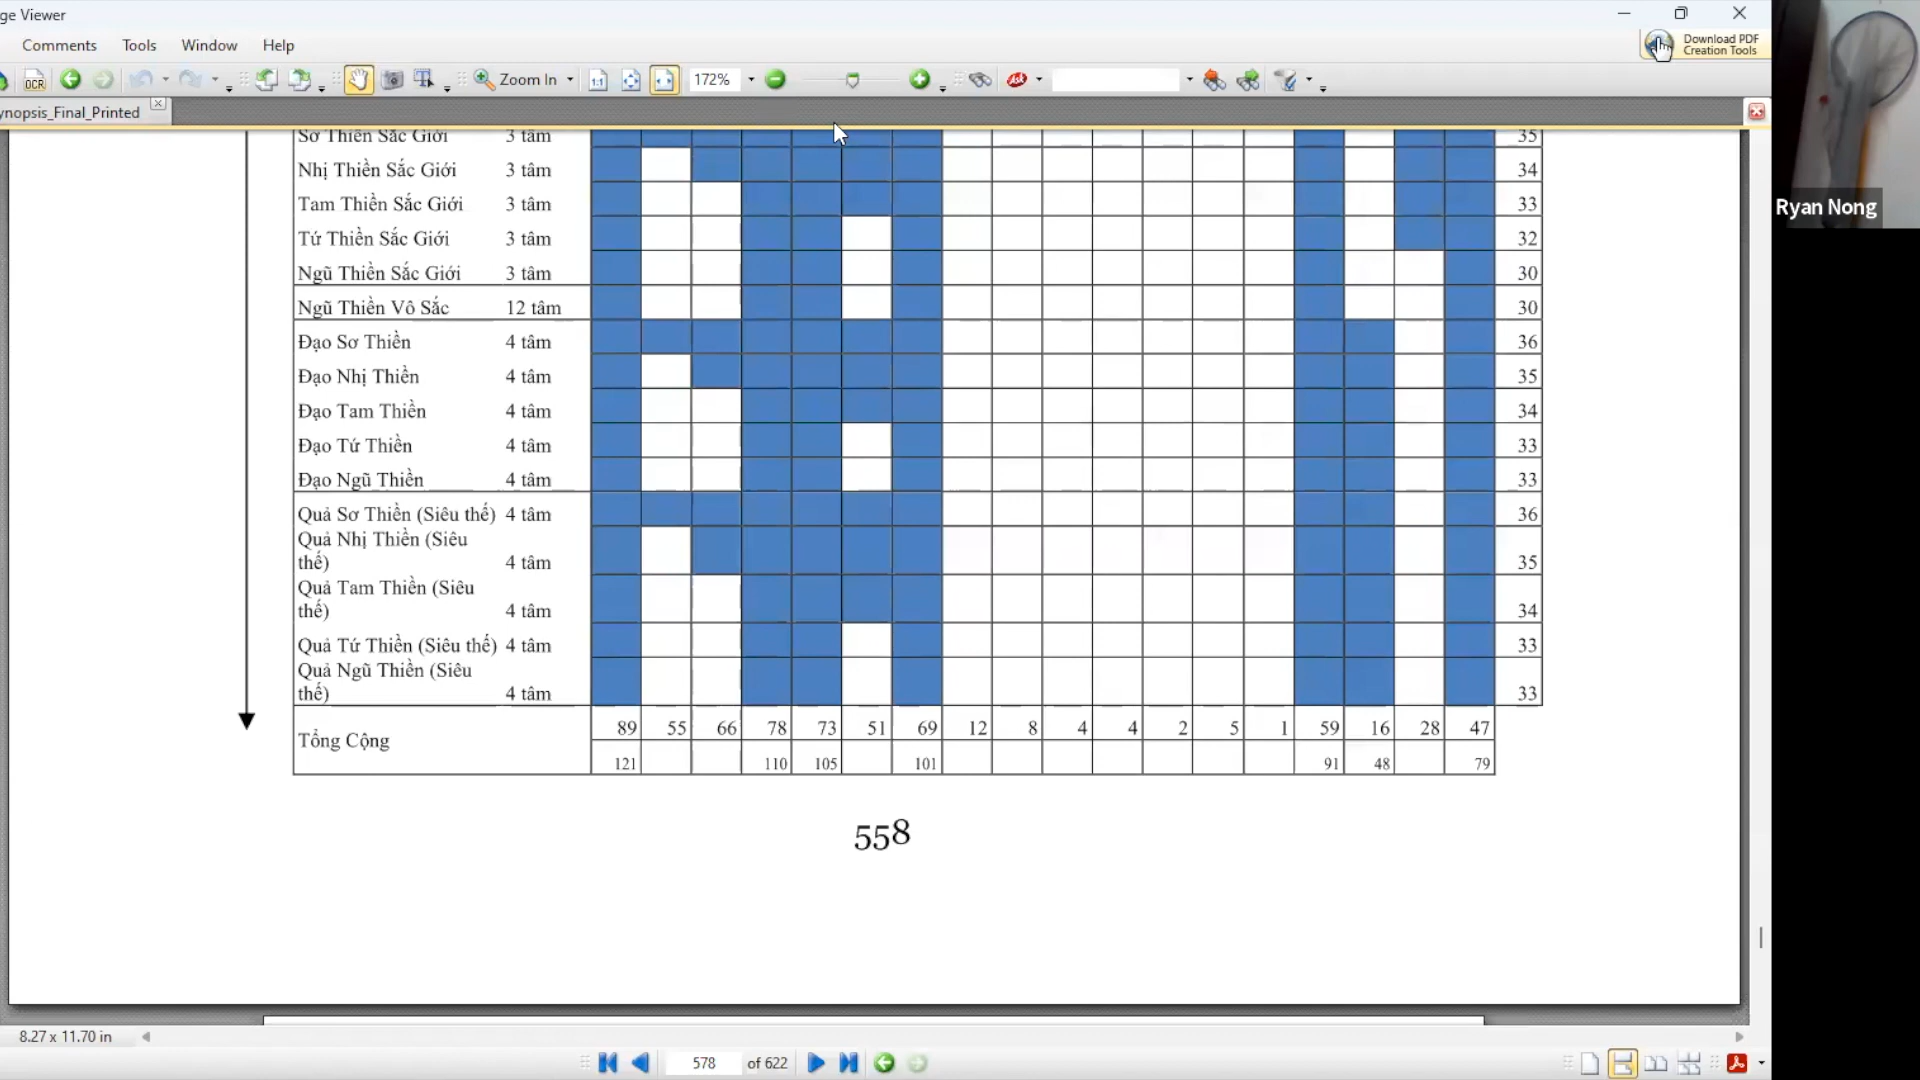 ge Viewer
Comments Tools Window Help
Download PDF
Creation Tools
OCR Zoom In 1:1 172% Ask
ynopsis_Final_Printed
Ryan Nong
Sơ Thiền Sắc Giới 3 tâm 35
Nhị Thiền Sắc Giới 3 tâm 34
Tam Thiền Sắc Giới 3 tâm 33
Tứ Thiền Sắc Giới 3 tâm 32
Ngũ Thiền Sắc Giới 3 tâm 30
Ngũ Thiền Vô Sắc 12 tâm 30
Đạo Sơ Thiền 4 tâm 36
Đạo Nhị Thiền 4 tâm 35
Đạo Tam Thiền 4 tâm 34
Đạo Tứ Thiền 4 tâm 33
Đạo Ngũ Thiền 4 tâm 33
Quả Sơ Thiền (Siêu thế) 4 tâm 36
Quả Nhị Thiền (Siêu
thế) 4 tâm 35
Quả Tam Thiền (Siêu
thế) 4 tâm 34
Quả Tứ Thiền (Siêu thế) 4 tâm 33
Quả Ngũ Thiền (Siêu
thế) 4 tâm 33
Tổng Cộng 89 55 66 78 73 51 69 12 8 4 4 2 5 1 59 16 28 47
121 110 105 101 91 48 79
558
8.27 x 11.70 in
578 of 622